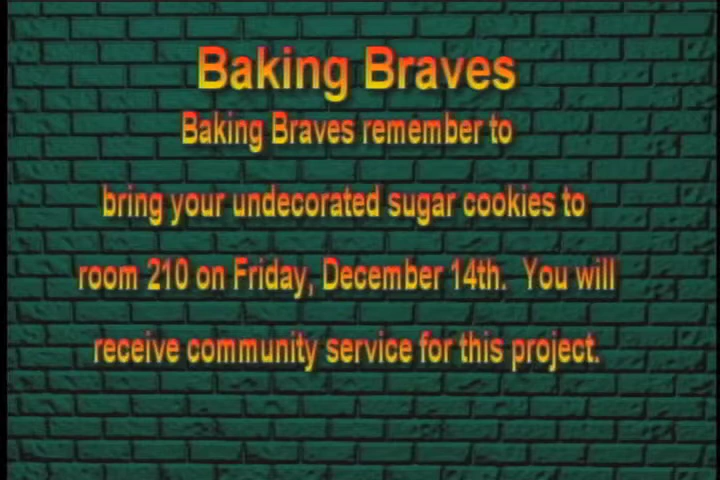 Baking Braves
Baking Braves remember to
bring your undecorated sugar cookies to
room 210 on Friday, December 14th.  You will
receive community service for this project.